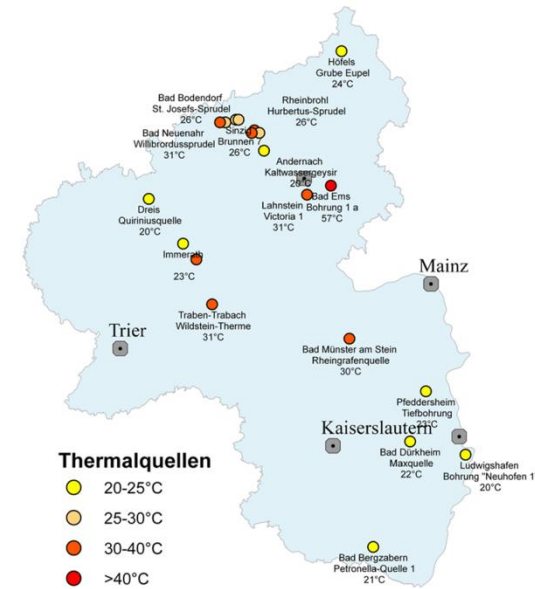 Höfels
Grube Eupel
24°C
Bad Bodendorf
St. Josefs-Sprudel
26°C
Rheinbrohl
Hurbertus-Sprudel
26°C
Bad Neuenahr
Willibrordussprudel
31°C
Sinzig
Brunnen 7
26°C
Andernach
Kaltwassergeysir
20°C
Lahnstein
Victoria 1
31°C
Bad Ems
Bohrung 1 a
57°C
Dreis
Quiriniusquelle
20°C
Immerath
23°C
Mainz
Traben-Trabach
Wildstein-Therme
31°C
Trier
Bad Münster am Stein
Rheingrafenquelle
30°C
Pfeddersheim
Tiefbohrung
23°C
Kaiserslautern
Bad Dürkheim
Maxquelle
22°C
Ludwigshafen
Bohrung "Neuhofen 1
20°C
Bad Bergzabern
Petronella-Quelle 1
21°C
Thermalquellen
20-25°C
25-30°C
30-40°C
>40°C